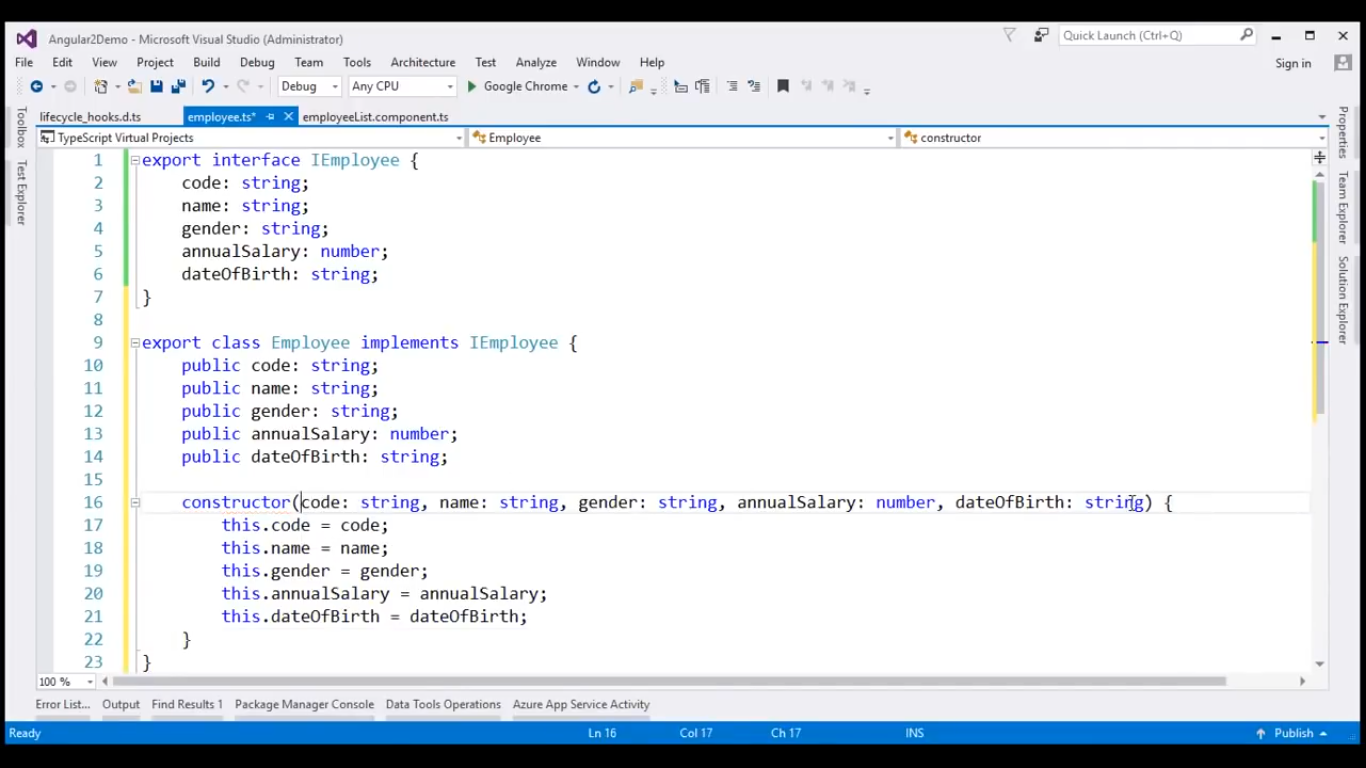 Angular2Demo - Microsoft Visual Studio (Administrator)
Quick Launch (Ctrl+Q)
File Edit View Project Build Debug Team Tools Architecture Test Analyze Window Help
Sign in
Debug Any CPU Google Chrome
lifecycle_hooks.d.ts employee.ts* employeeList.component.ts
TypeScript Virtual Projects Employee constructor
Toolbox
Test Explorer
1 export interface IEmployee {
2 code: string;
3 name: string;
4 gender: string;
5 annualSalary: number;
6 dateOfBirth: string;
7 }
8
9 export class Employee implements IEmployee {
10 public code: string;
11 public name: string;
12 public gender: string;
13 public annualSalary: number;
14 public dateOfBirth: string;
15
16 constructor(code: string, name: string, gender: string, annualSalary: number, dateOfBirth: string) {
17 this.code = code;
18 this.name = name;
19 this.gender = gender;
20 this.annualSalary = annualSalary;
21 this.dateOfBirth = dateOfBirth;
22 }
23 }
Properties
Team Explorer
Solution Explorer
100 %
Error List... Output Find Results 1 Package Manager Console Data Tools Operations Azure App Service Activity
Ready Ln 16 Col 17 Ch 17 INS Publish